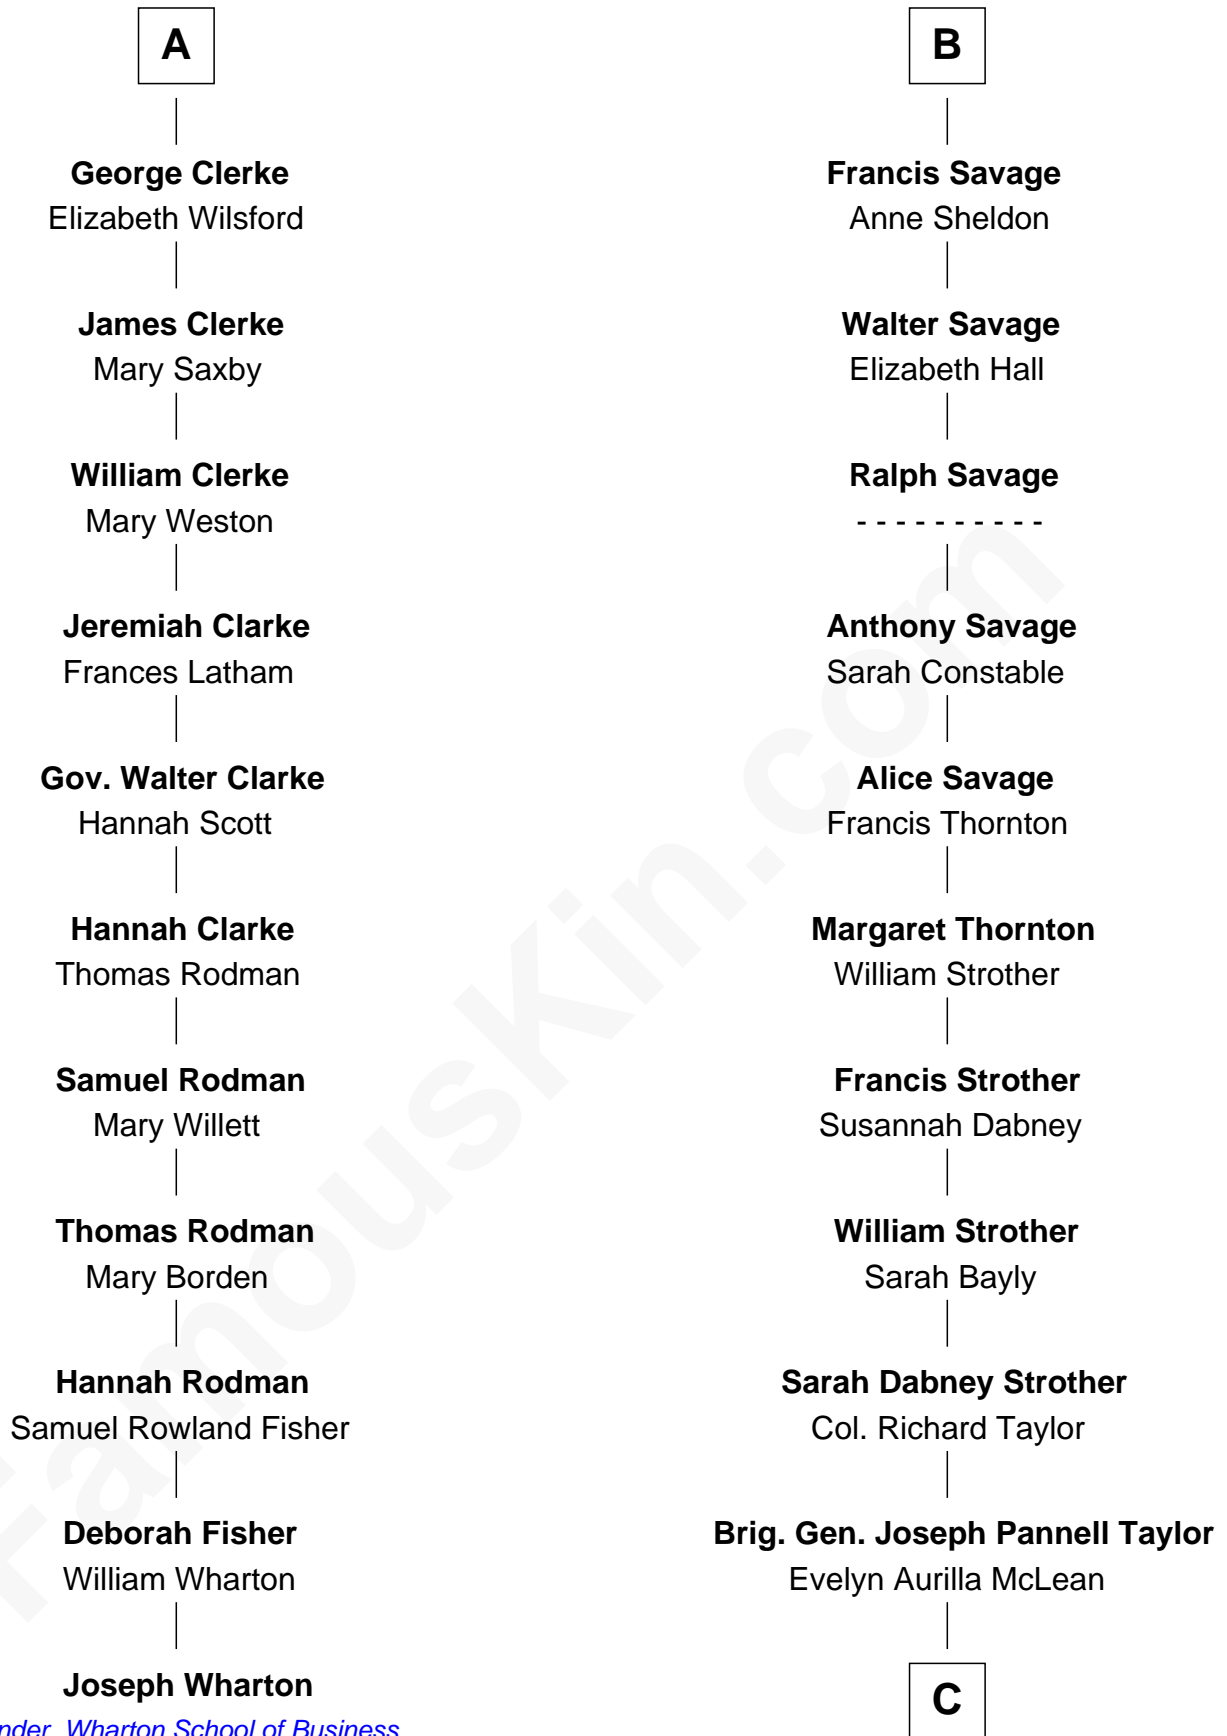 A
George Clerke
Elizabeth Wilsford
James Clerke
Mary Saxby
William Clerke
Mary Weston
Jeremiah Clarke
Frances Latham
Gov. Walter Clarke
Hannah Scott
Hannah Clarke
Thomas Rodman
Samuel Rodman
Mary Willett
Thomas Rodman
Mary Borden
Hannah Rodman
Samuel Rowland Fisher
Deborah Fisher
William Wharton
Joseph Wharton
nder, Wharton School of Business
B
Francis Savage
Anne Sheldon
Walter Savage
Elizabeth Hall
Ralph Savage
- - - - - - - - - -
Anthony Savage
Sarah Constable
Alice Savage
Francis Thornton
Margaret Thornton
William Strother
Francis Strother
Susannah Dabney
William Strother
Sarah Bayly
Sarah Dabney Strother
Col. Richard Taylor
Brig. Gen. Joseph Pannell Taylor
Evelyn Aurilla McLean
C
FamousKin.com